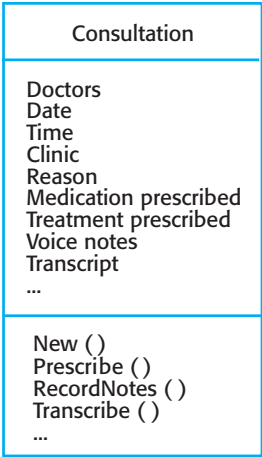 Consultation
Doctors
Date
Time
Clinic
Reason
Medication prescribed
Treatment prescribed
Voice notes
Transcript
...
New ( )
Prescribe ( )
RecordNotes ( )
Transcribe ( )
...